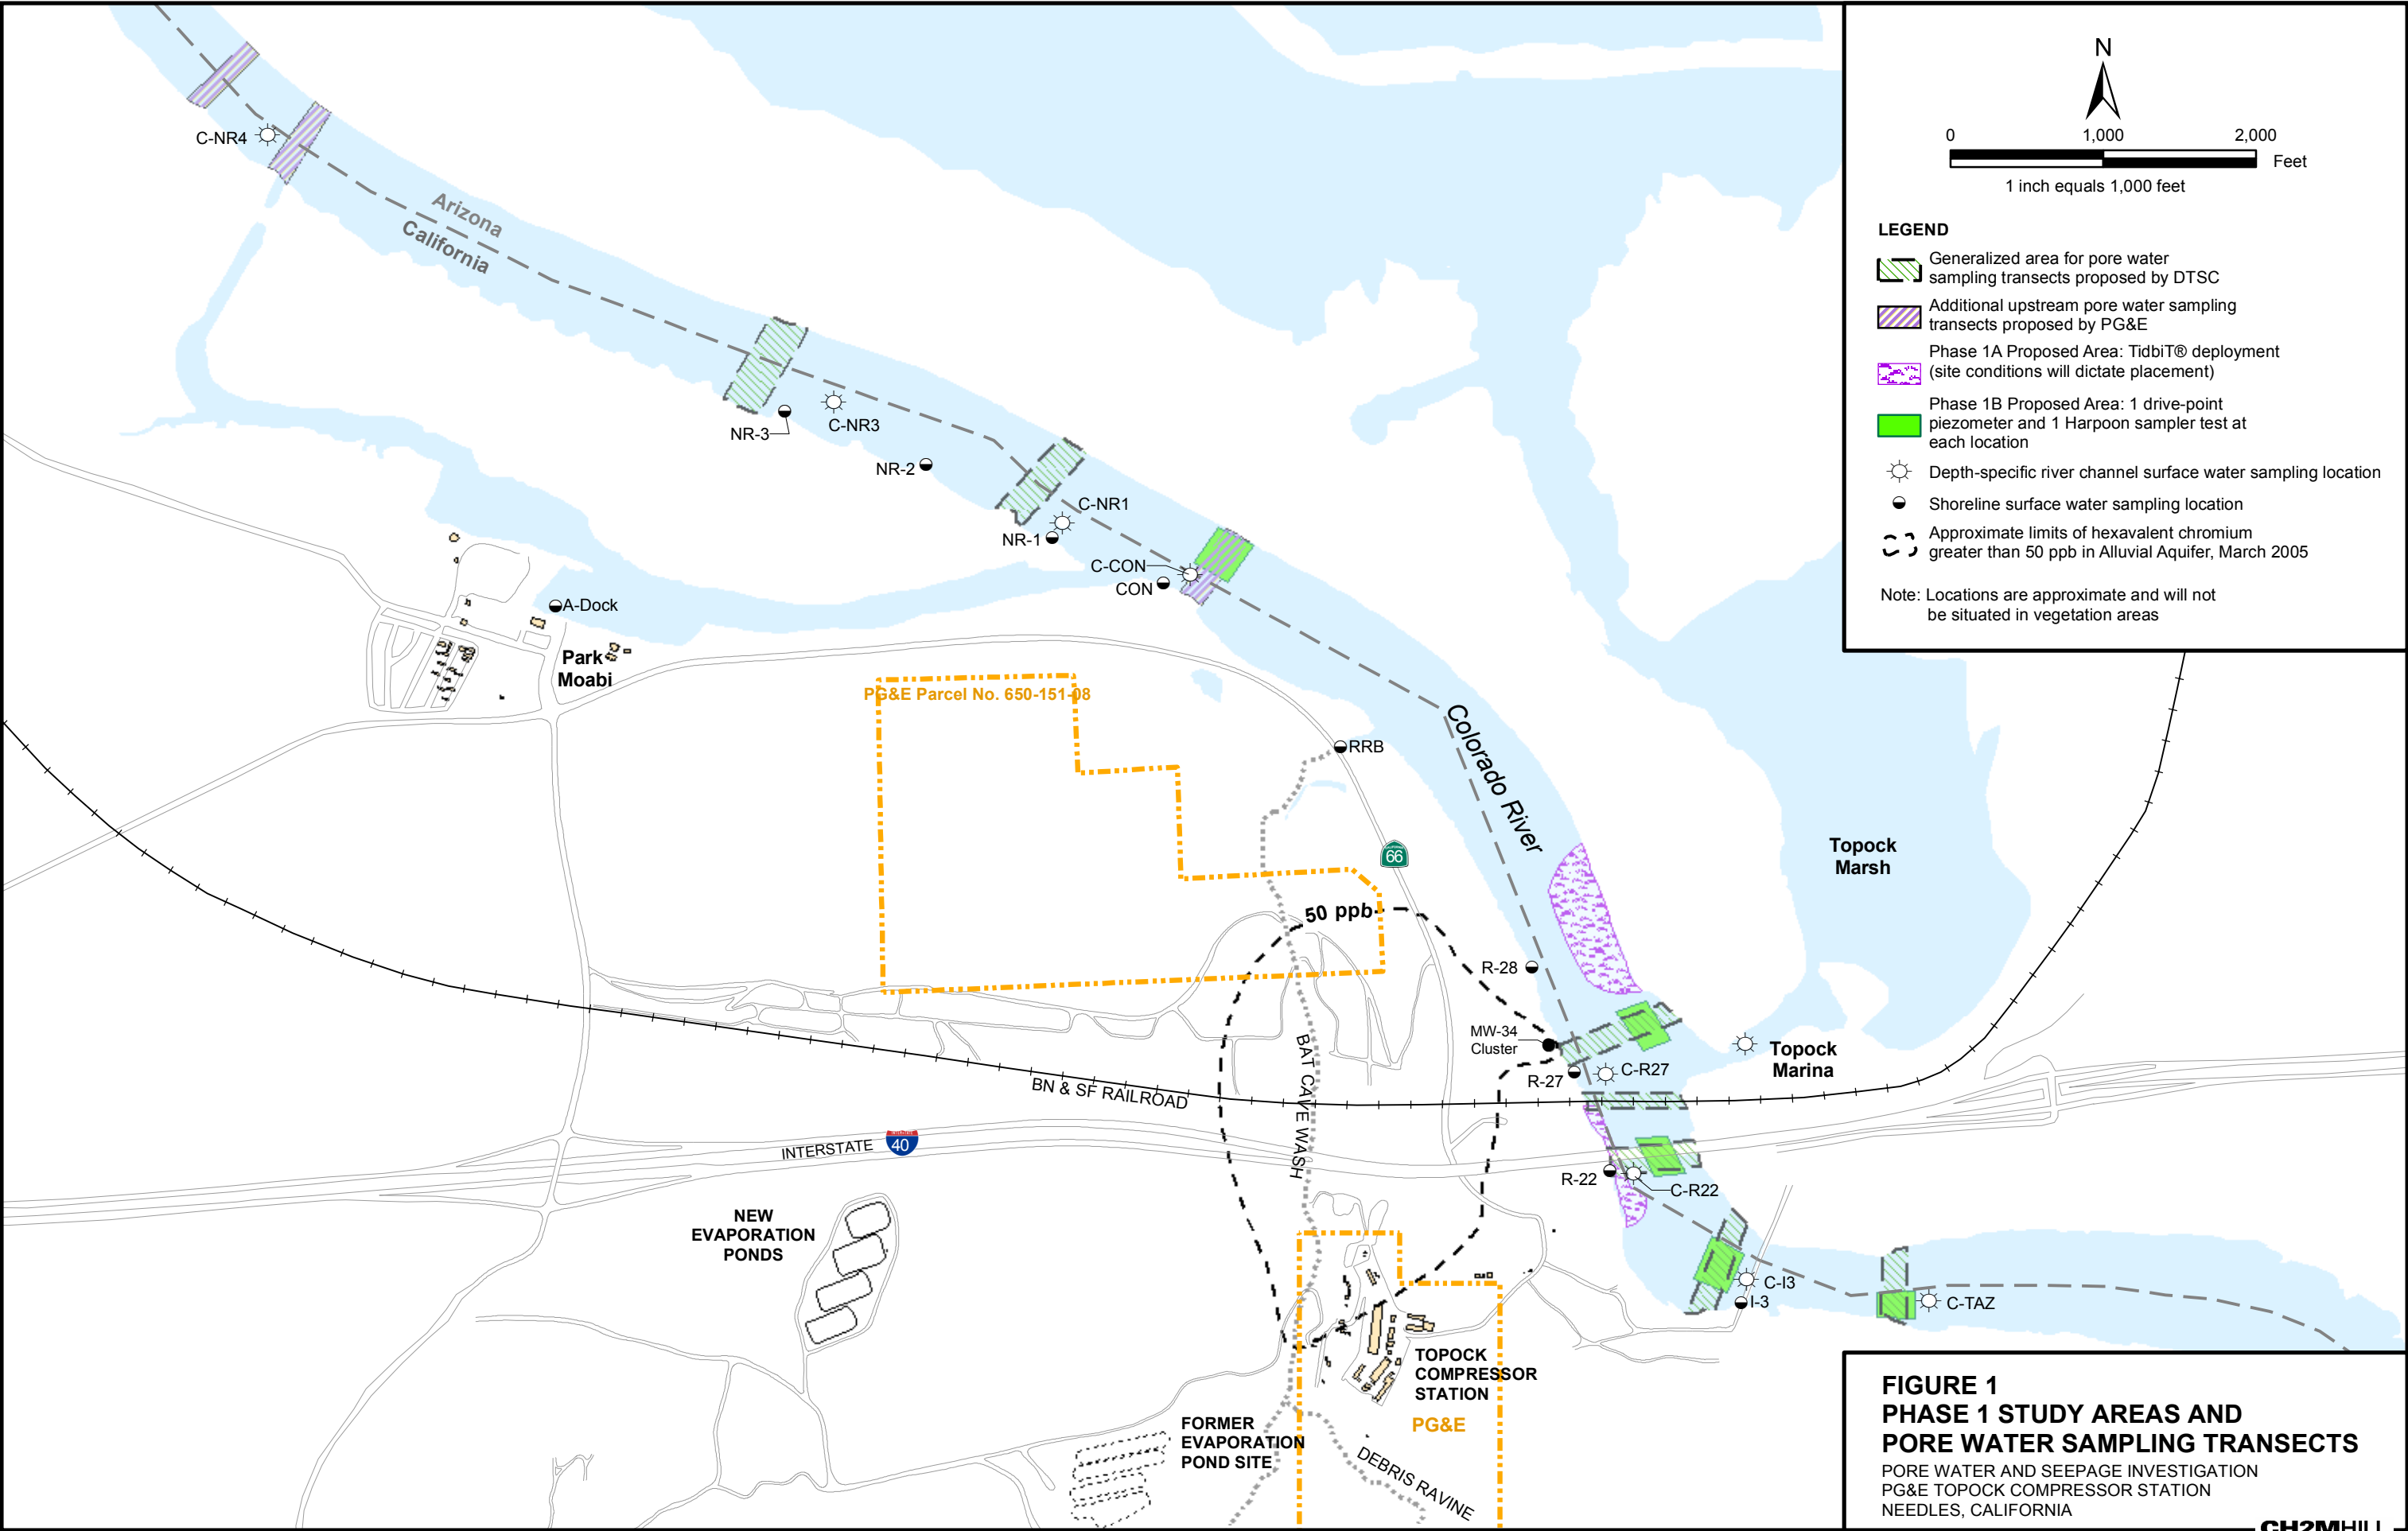 N
0
1,000
2,000
Feet
1 inch equals 1,000 feet
LEGEND
Generalized area for pore water
sampling transects proposed by DTSC
Additional upstream pore water sampling
transects proposed by PG&E
Phase 1A Proposed Area: TidbiT® deployment
(site conditions will dictate placement)
Phase 1B Proposed Area: 1 drive-point
piezometer and 1 Harpoon sampler test at
each location
Depth-specific river channel surface water sampling location
Shoreline surface water sampling location
Approximate limits of hexavalent chromium
greater than 50 ppb in Alluvial Aquifer, March 2005
Note: Locations are approximate and will not
be situated in vegetation areas
C-NR4
Arizona
California
NR-3
C-NR3
NR-2
C-NR1
NR-1
C-CON
CON
A-Dock
Park
Moabi
PG&E Parcel No. 650-151-08
Colorado River
RRB
CALIFORNIA
66
Topock
Marsh
50 ppb
R-28
MW-34
Cluster
R-27
C-R27
Topock
Marina
BAT CAVE WASH
BN & SF RAILROAD
INTERSTATE
INTERSTATE
40
R-22
C-R22
NEW
EVAPORATION
PONDS
C-I3
I-3
C-TAZ
TOPOCK
COMPRESSOR
STATION
PG&E
FORMER
EVAPORATION
POND SITE
DEBRIS RAVINE
FIGURE 1
PHASE 1 STUDY AREAS AND
PORE WATER SAMPLING TRANSECTS
PORE WATER AND SEEPAGE INVESTIGATION
PG&E TOPOCK COMPRESSOR STATION
NEEDLES, CALIFORNIA
CH2MHILL